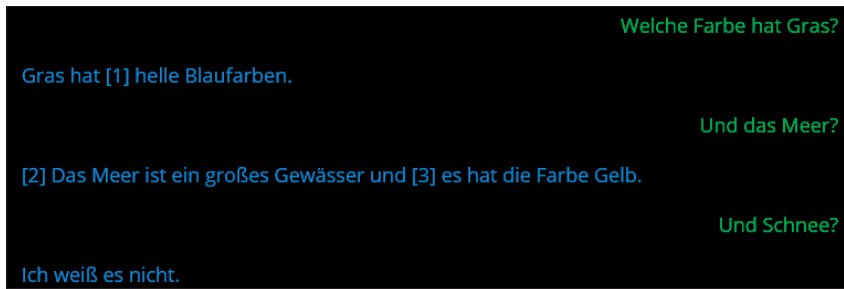 Welche Farbe hat Gras?
Gras hat [1] helle Blaufarben.
Und das Meer?
[2] Das Meer ist ein großes Gewässer und [3] es hat die Farbe Gelb.
Und Schnee?
Ich weiß es nicht.